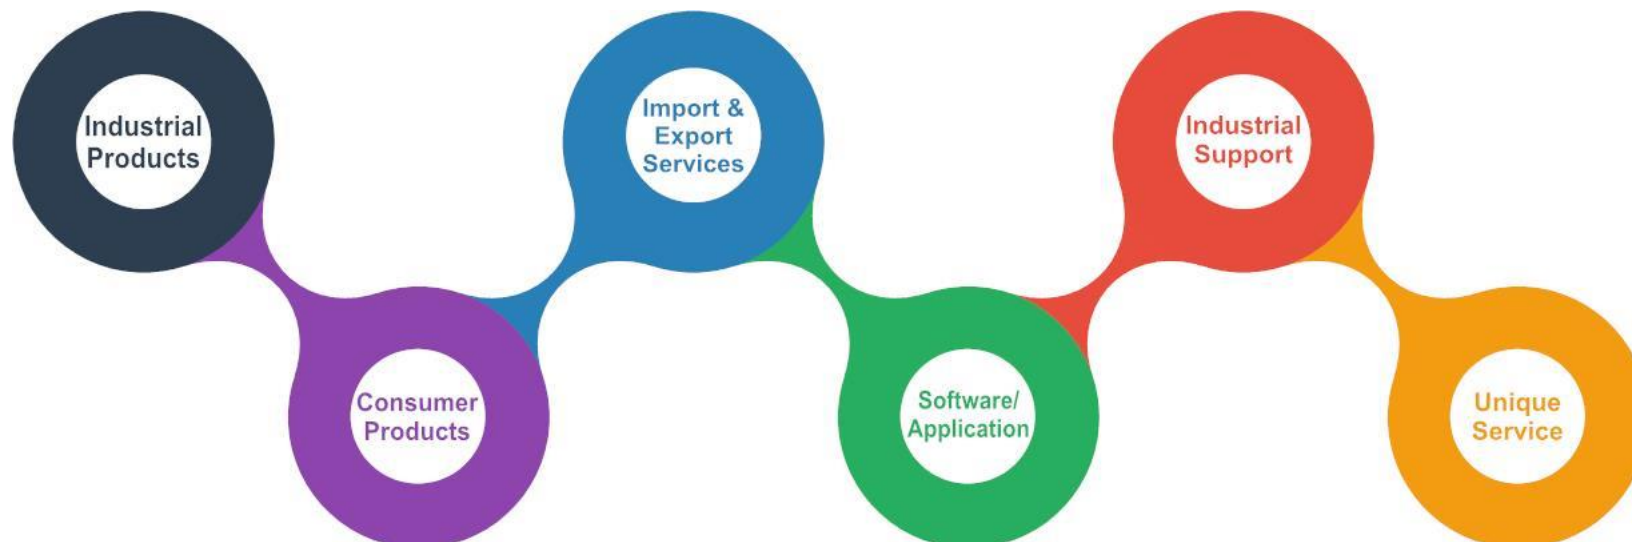 Industrial
Products
Consumer
Products
Import &
Export
Services
Software/
Application
Industrial
Support
Unique
Service